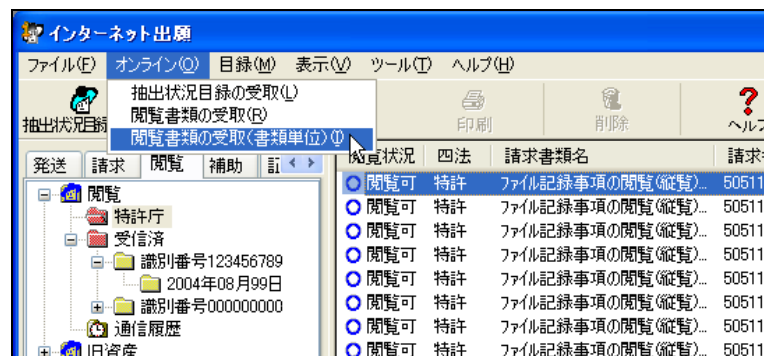 インターネット出願
ファイル(F) オンライン(O) 目録(M) 表示(V) ツール(T) ヘルプ(H)
抽出状況目録の受取(L)
閲覧書類の受取(R)
閲覧書類の受取(書類単位)(I)
抽出状況目録 印刷 削除 ヘルプ
発送 請求 閲覧 補助
閲覧
特許庁
受信済
識別番号123456789
2004年08月99日
識別番号000000000
通信履歴
旧資産
閲覧状況 四法 請求書類名 請求
閲覧可 特許 ファイル記録事項の閲覧(縦覧)... 50511
閲覧可 特許 ファイル記録事項の閲覧(縦覧)... 50511
閲覧可 特許 ファイル記録事項の閲覧(縦覧)... 50511
閲覧可 特許 ファイル記録事項の閲覧(縦覧)... 50511
閲覧可 特許 ファイル記録事項の閲覧(縦覧)... 50511
閲覧可 特許 ファイル記録事項の閲覧(縦覧)... 50511
閲覧可 特許 ファイル記録事項の閲覧(縦覧)... 50511
閲覧可 特許 ファイル記録事項の閲覧(縦覧)... 50511